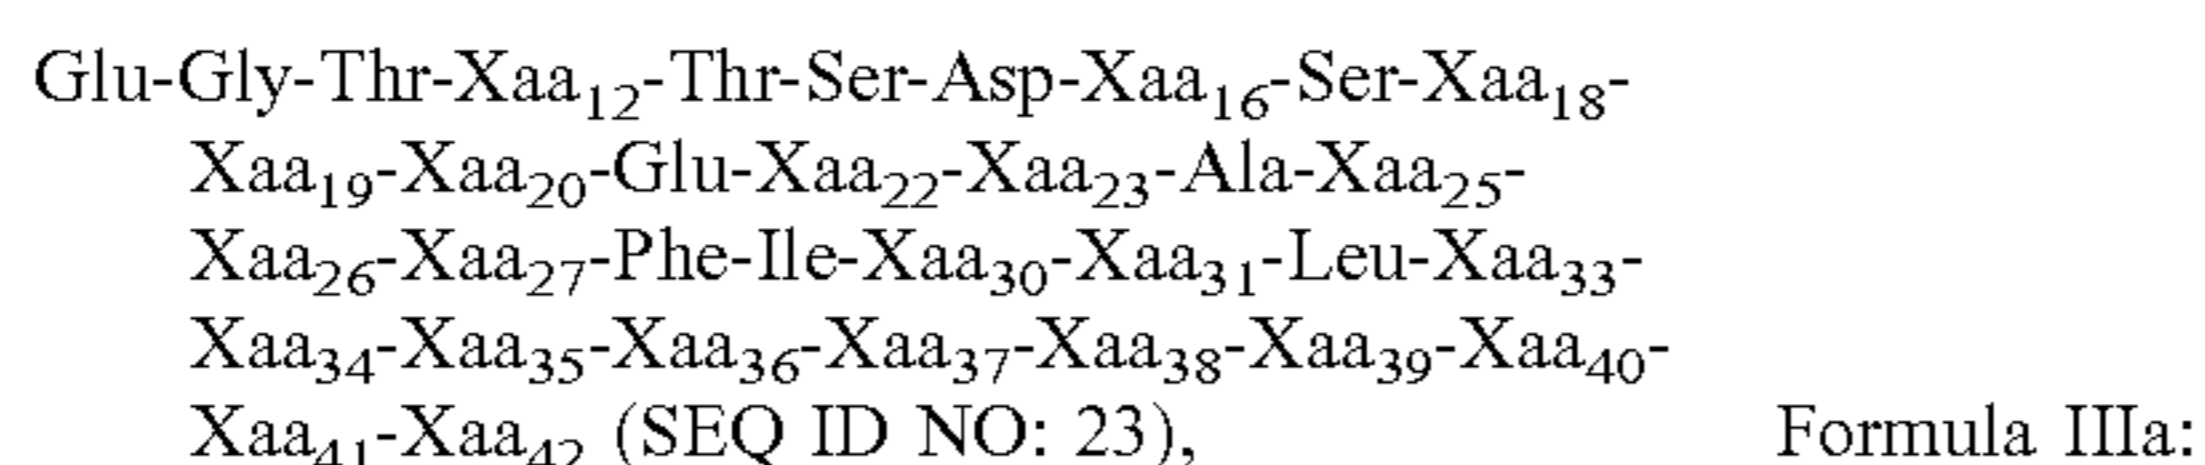 Glu-Gly-Thr-Xaa₁₂-Thr-Ser-Asp-Xaa₁₆-Ser-Xaa₁₈-
Xaa₁₉-Xaa₂₀-Glu-Xaa₂₂-Xaa₂₃-Ala-Xaa₂₅-
Xaa₂₆-Xaa₂₇-Phe-Ile-Xaa₃₀-Xaa₃₁-Leu-Xaa₃₃-
Xaa₃₄-Xaa₃₅-Xaa₃₆-Xaa₃₇-Xaa₃₈-Xaa₃₉-Xaa₄₀-
Xaa₄₁-Xaa₄₂ (SEQ ID NO: 23), Formula IIIa: